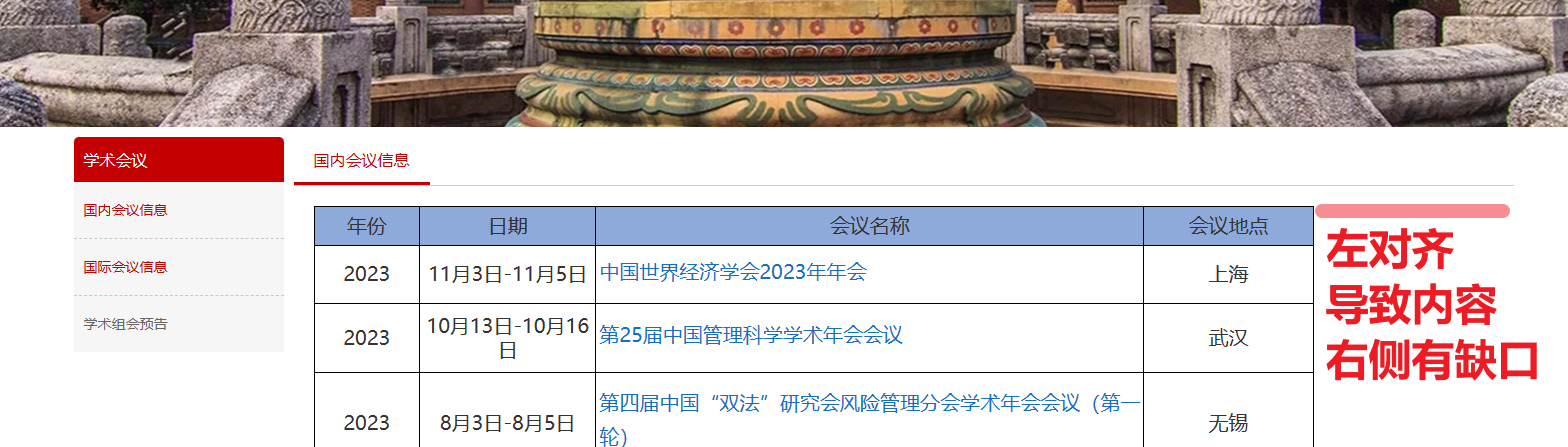 学术会议
国内会议信息
国际会议信息
学术组会预告
国内会议信息
年份 日期 会议名称 会议地点
2023 11月3日-11月5日 中国世界经济学会2023年年会 上海
2023 10月13日-10月16
日 第25届中国管理科学学术年会会议 武汉
2023 8月3日-8月5日 第四届中国“双法”研究会风险管理分会学术年会会议（第一
轮） 无锡
左对齐
导致内容
右侧有缺口